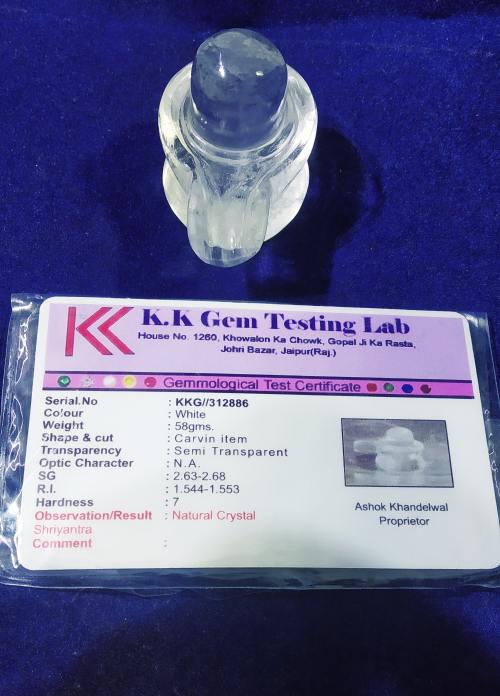 K.K Gem Testing Lab
House No. 1260, Khowalon Ka Chowk, Gopal Ji Ka Rasta,
Johri Bazar, Jaipur(Raj.)
Gemmological Test Certificate
Serial.No : KKG//312886
Colour : White
Weight : 58gms.
Shape & cut : Carvin item
Transparency : Semi Transparent
Optic Character : N.A.
SG : 2.63-2.68
R.I. : 1.544-1.553
Hardness : 7
Observation/Result : Natural Crystal
Shriyantra
Comment :
Ashok Khandelwal
Proprietor